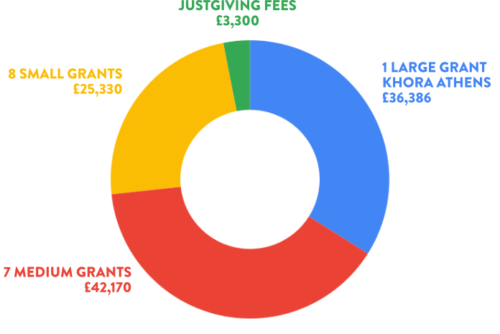 JUSTGIVING FEES
£3,300
1 LARGE GRANT
KHORA ATHENS
£36,386
8 SMALL GRANTS
£25,330
7 MEDIUM GRANTS
£42,170